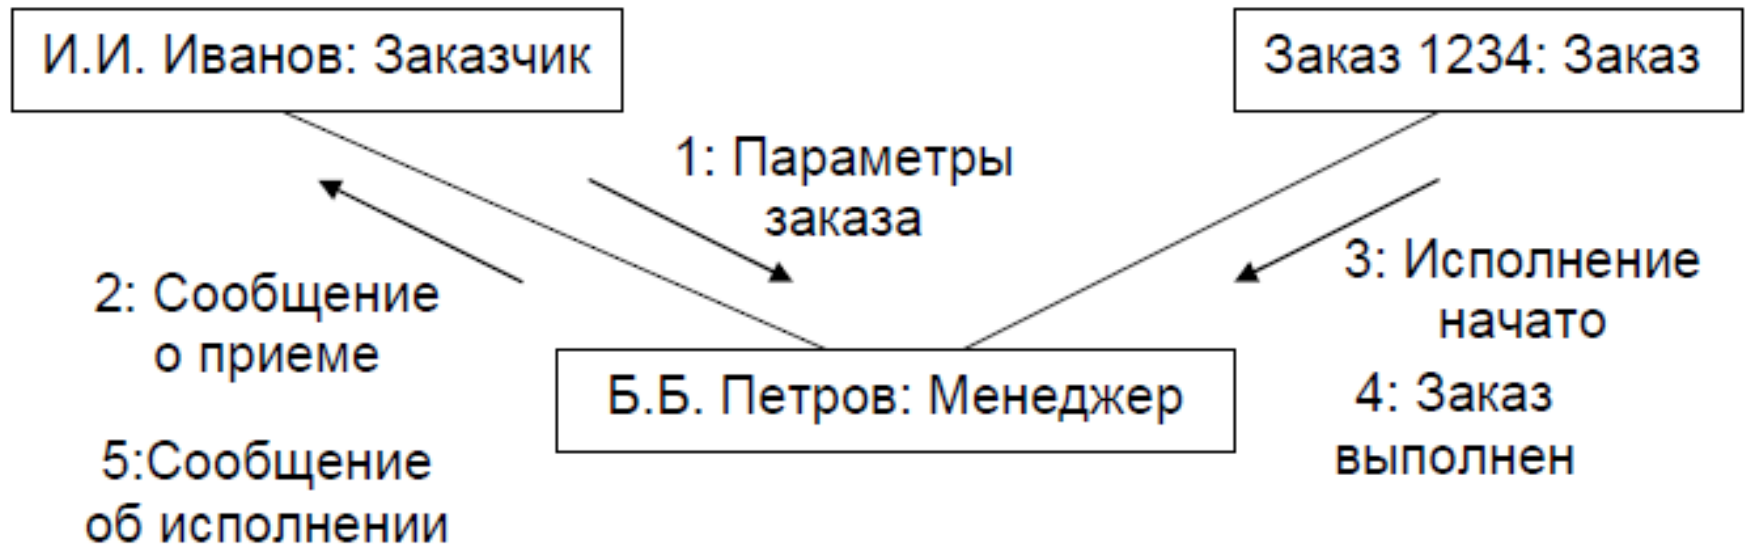 И.И. Иванов: Заказчик
Заказ 1234: Заказ
1: Параметры
заказа
2: Сообщение
о приеме
3: Исполнение
начато
Б.Б. Петров: Менеджер
4: Заказ
выполнен
5:Сообщение
об исполнении